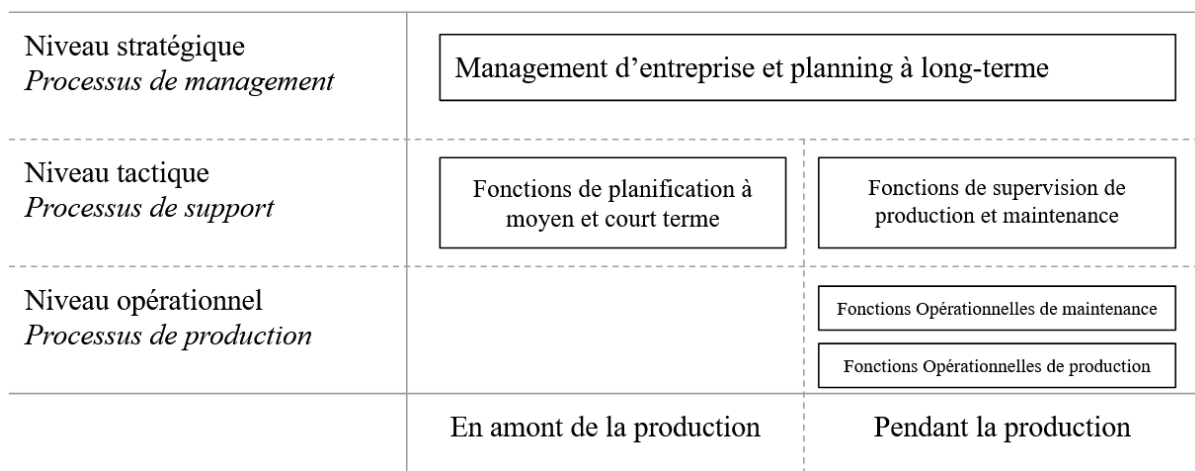 Niveau stratégique
Processus de management
Management d’entreprise et planning à long-terme
Niveau tactique
Processus de support
Fonctions de planification à
moyen et court terme
Fonctions de supervision de
production et maintenance
Niveau opérationnel
Processus de production
Fonctions Opérationnelles de maintenance
Fonctions Opérationnelles de production
En amont de la production
Pendant la production